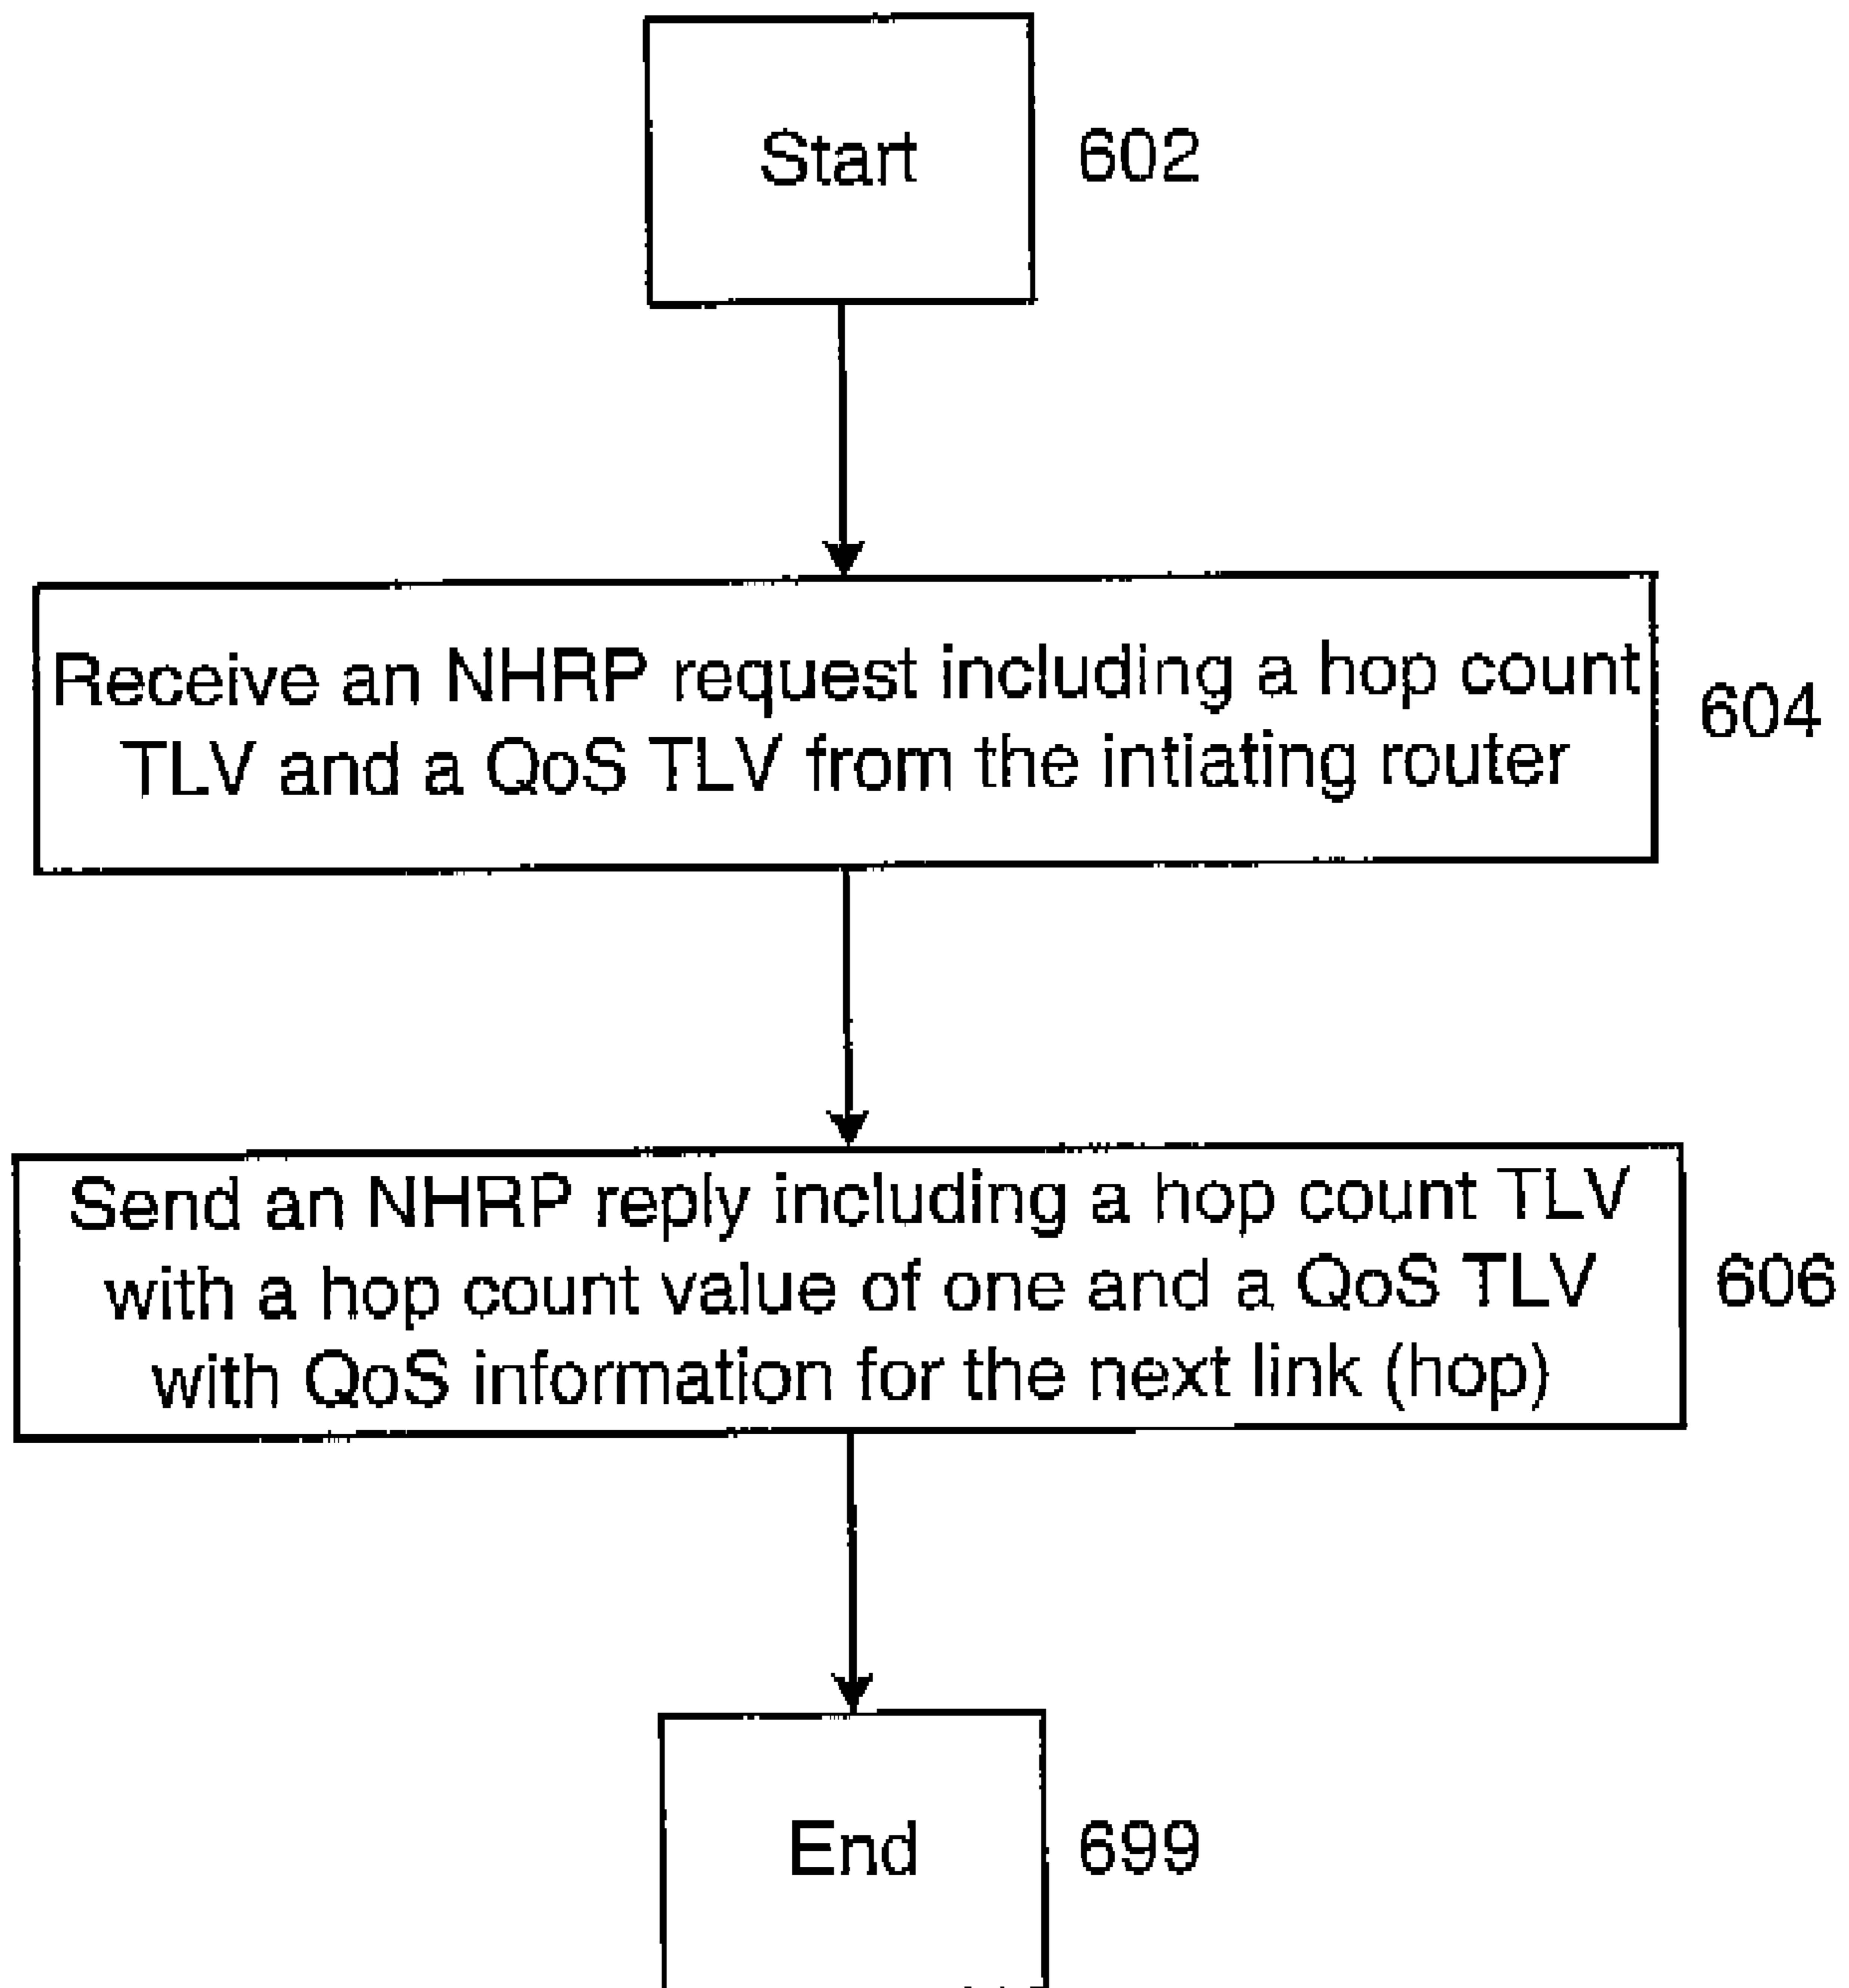 Start
602
Receive an NHRP request including a hop count
TLV and a QoS TLV from the intiating router
604
Send an NHRP reply including a hop count TLV
with a hop count value of one and a QoS TLV
with QoS information for the next link (hop)
606
End
699